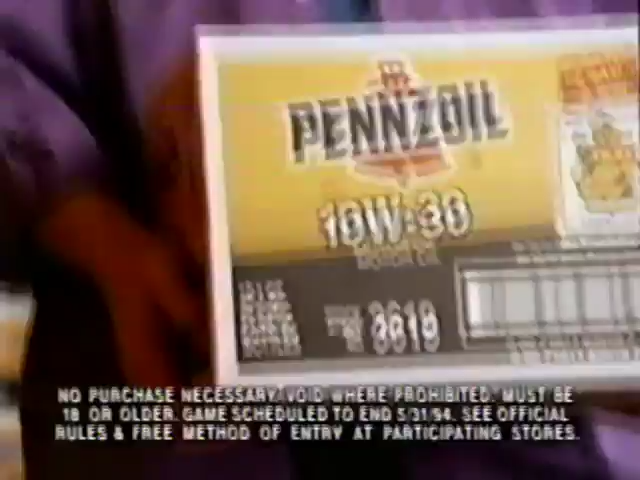 PENNZOIL
10W-30
3619
NO PURCHASE NECESSARY. VOID WHERE PROHIBITED. MUST BE
18 OR OLDER. GAME SCHEDULED TO END 5/31/94. SEE OFFICIAL
RULES & FREE METHOD OF ENTRY AT PARTICIPATING STORES.